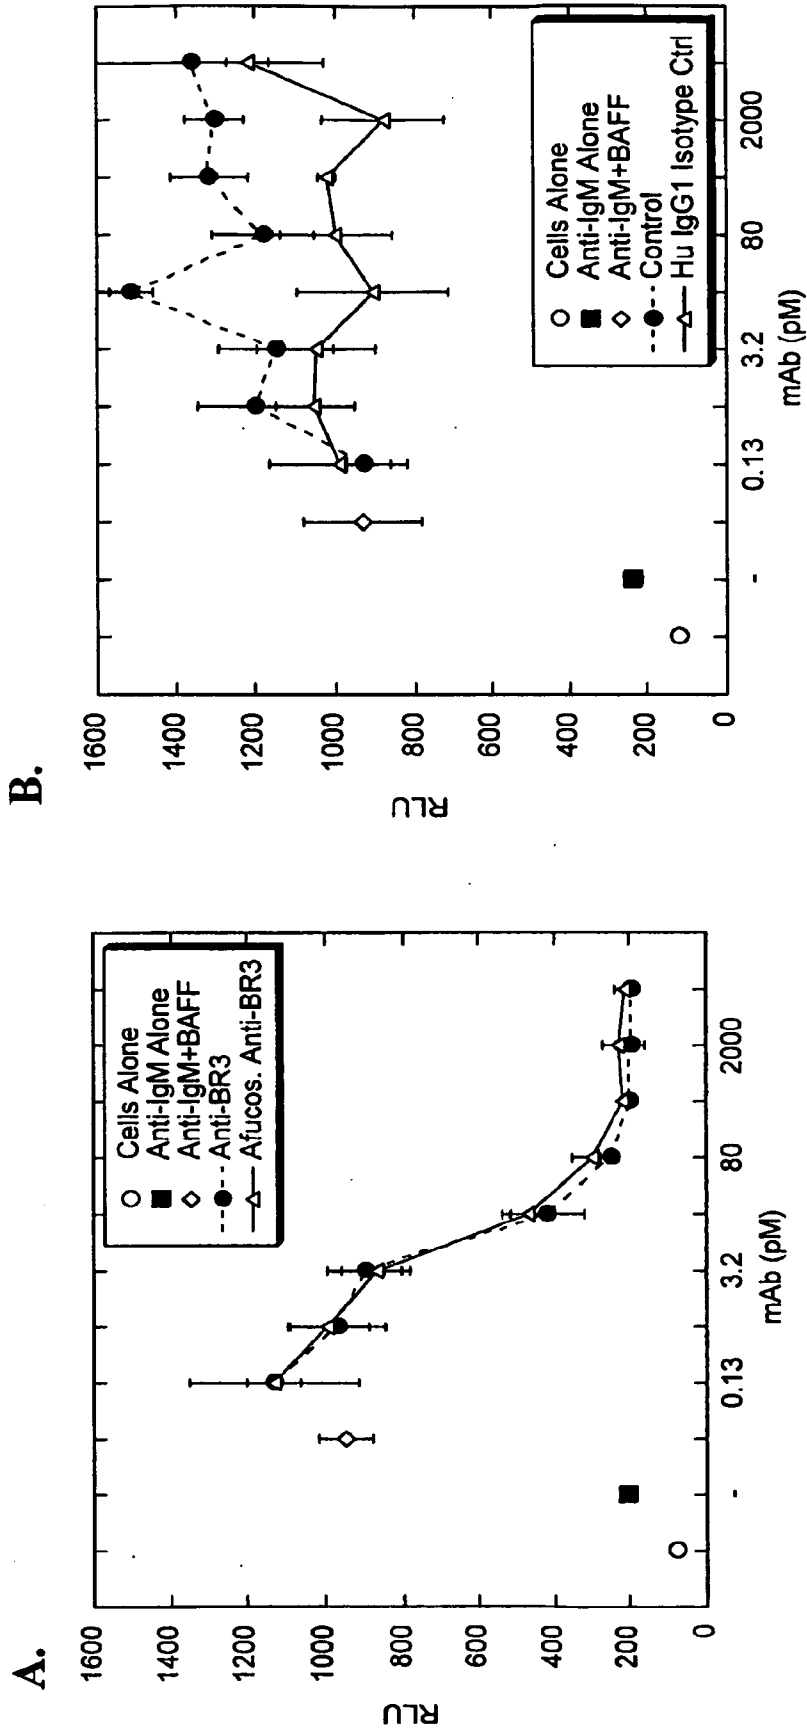 A.
1600
1400
1200
1000
800
600
400
200
0
RLU
Cells Alone
Anti-IgM Alone
Anti-IgM+BAFF
Anti-BR3
Afucos. Anti-BR3
-
0.13
3.2
80
2000
mAb (pM)
B.
1600
1400
1200
1000
800
600
400
200
0
RLU
Cells Alone
Anti-IgM Alone
Anti-IgM+BAFF
Control
Hu IgG1 Isotype Ctrl
-
0.13
3.2
80
2000
mAb (pM)